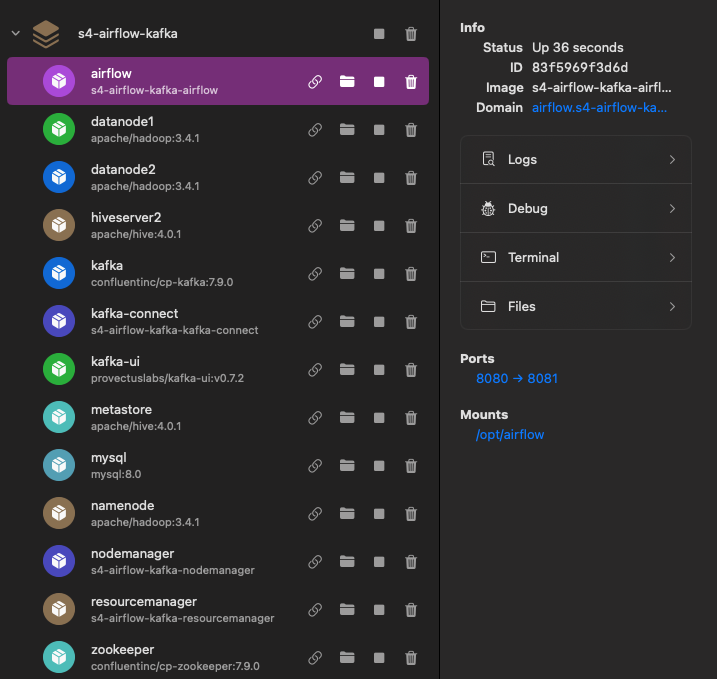 s4-airflow-kafka
airflow
s4-airflow-kafka-airflow
datanode1
apache/hadoop:3.4.1
datanode2
apache/hadoop:3.4.1
hiveserver2
apache/hive:4.0.1
kafka
confluentinc/cp-kafka:7.9.0
kafka-connect
s4-airflow-kafka-kafka-connect
kafka-ui
provectuslabs/kafka-ui:v0.7.2
metastore
apache/hive:4.0.1
mysql
mysql:8.0
namenode
apache/hadoop:3.4.1
nodemanager
s4-airflow-kafka-nodemanager
resourcemanager
s4-airflow-kafka-resourcemanager
zookeeper
confluentinc/cp-zookeeper:7.9.0
Info
Status Up 36 seconds
ID 83f5969f3d6d
Image s4-airflow-kafka-airfl...
Domain airflow.s4-airflow-ka...
Logs
Debug
Terminal
Files
Ports
8080 → 8081
Mounts
/opt/airflow